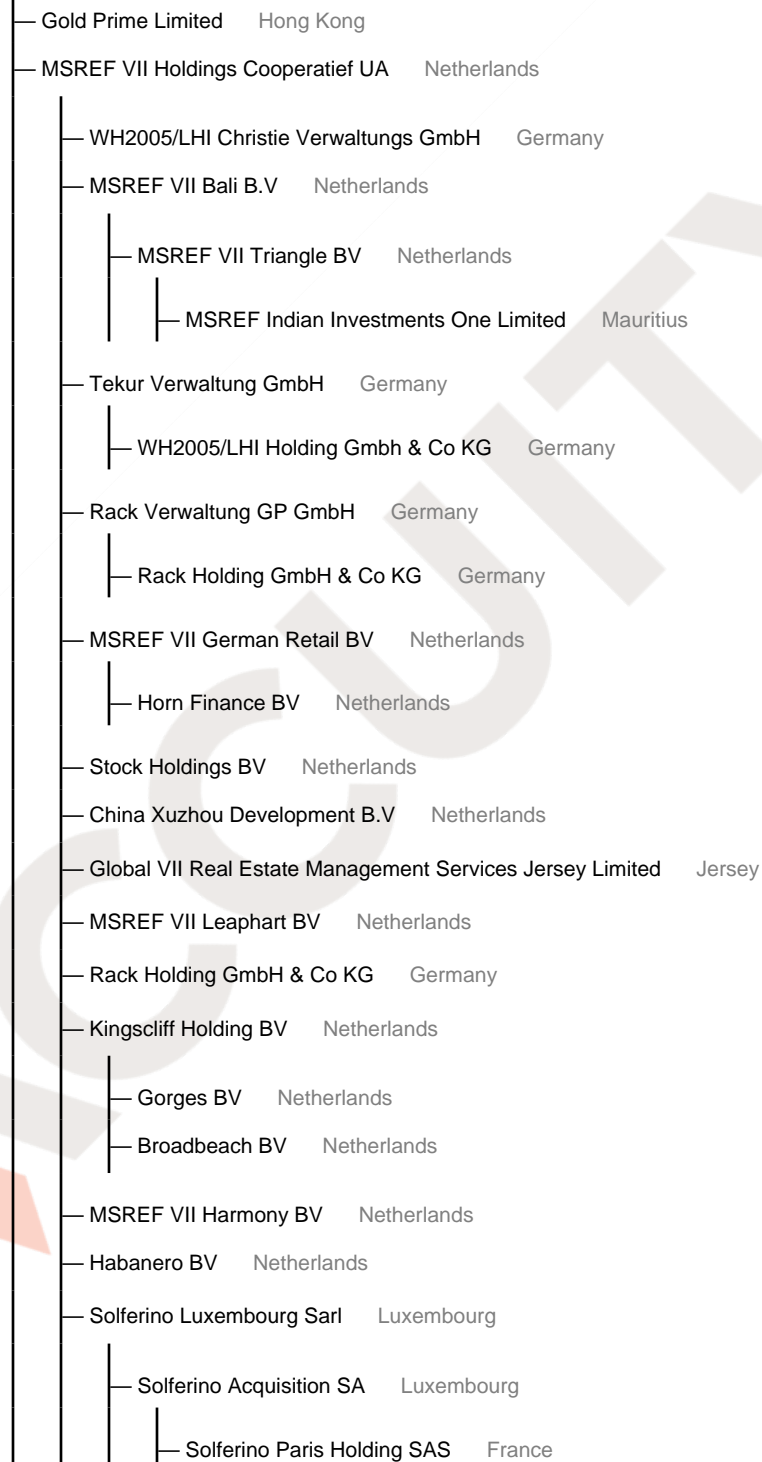 Gold Prime Limited Hong Kong
MSREF VII Holdings Cooperatief UA Netherlands
WH2005/LHI Christie Verwaltungs GmbH Germany
MSREF VII Bali B.V Netherlands
MSREF VII Triangle BV Netherlands
MSREF Indian Investments One Limited Mauritius
Tekur Verwaltung GmbH Germany
WH2005/LHI Holding Gmbh & Co KG Germany
Rack Verwaltung GP GmbH Germany
Rack Holding GmbH & Co KG Germany
MSREF VII German Retail BV Netherlands
Horn Finance BV Netherlands
Stock Holdings BV Netherlands
China Xuzhou Development B.V Netherlands
Global VII Real Estate Management Services Jersey Limited Jersey
MSREF VII Leaphart BV Netherlands
Rack Holding GmbH & Co KG Germany
Kingscliff Holding BV Netherlands
Gorges BV Netherlands
Broadbeach BV Netherlands
MSREF VII Harmony BV Netherlands
Habanero BV Netherlands
Solferino Luxembourg Sarl Luxembourg
Solferino Acquisition SA Luxembourg
Solferino Paris Holding SAS France
ACCUITY